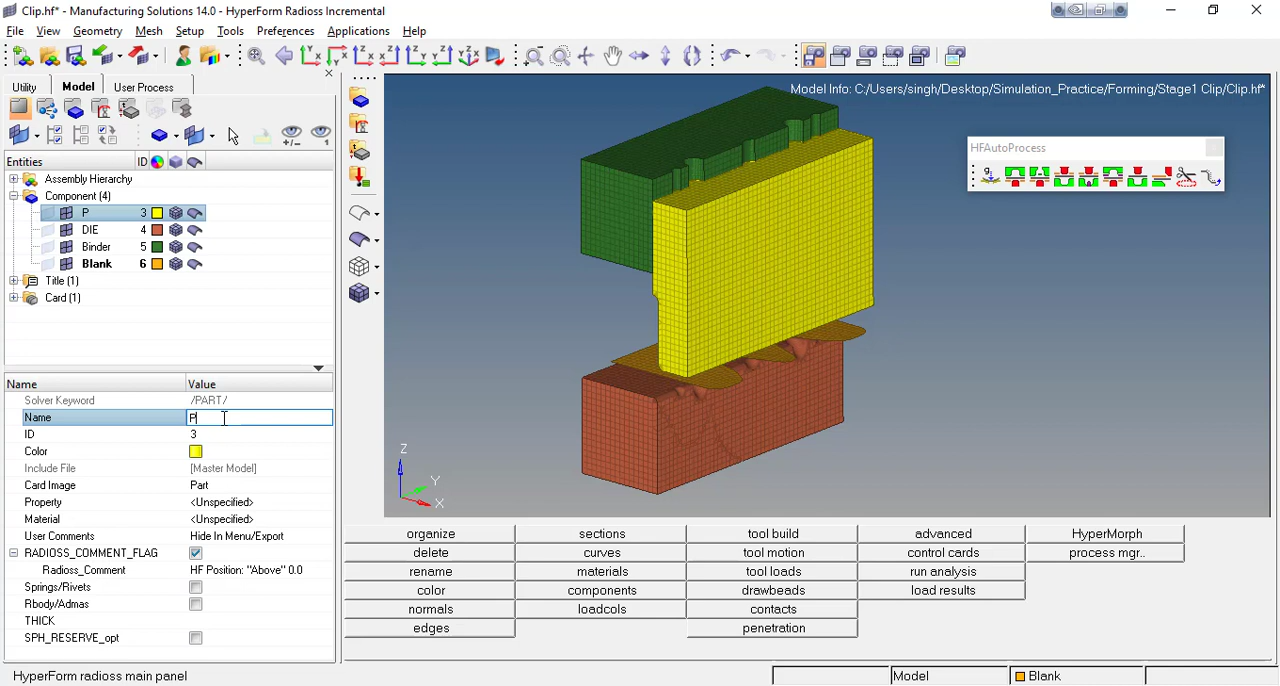 Clip.hf* - Manufacturing Solutions 14.0 - HyperForm Radioss Incremental
File View Geometry Mesh Setup Tools Preferences Applications Help
Utility Model User Process
Entities ID
Assembly Hierarchy
Component (4)
P 3
DIE 4
Binder 5
Blank 6
Title (1)
Card (1)
Name Value
Solver Keyword /PART/
Name P
ID 3
Color
Include File [Master Model]
Card Image Part
Property <Unspecified>
Material <Unspecified>
User Comments Hide In Menu/Export
RADIOSS_COMMENT_FLAG
Radioss_Comment HF Position: "Above" 0.0
Springs/Rivets
Rbody/Admas
THICK
SPH_RESERVE_opt
Model Info: C:/Users/singh/Desktop/Simulation_Practice/Forming/Stage1 Clip/Clip.hf*
HFAutoProcess
Z
Y
X
organize sections tool build advanced HyperMorph
delete curves tool motion control cards process mgr..
rename materials tool loads run analysis
color components drawbeads load results
normals loadcols contacts
edges penetration
HyperForm radioss main panel Model Blank